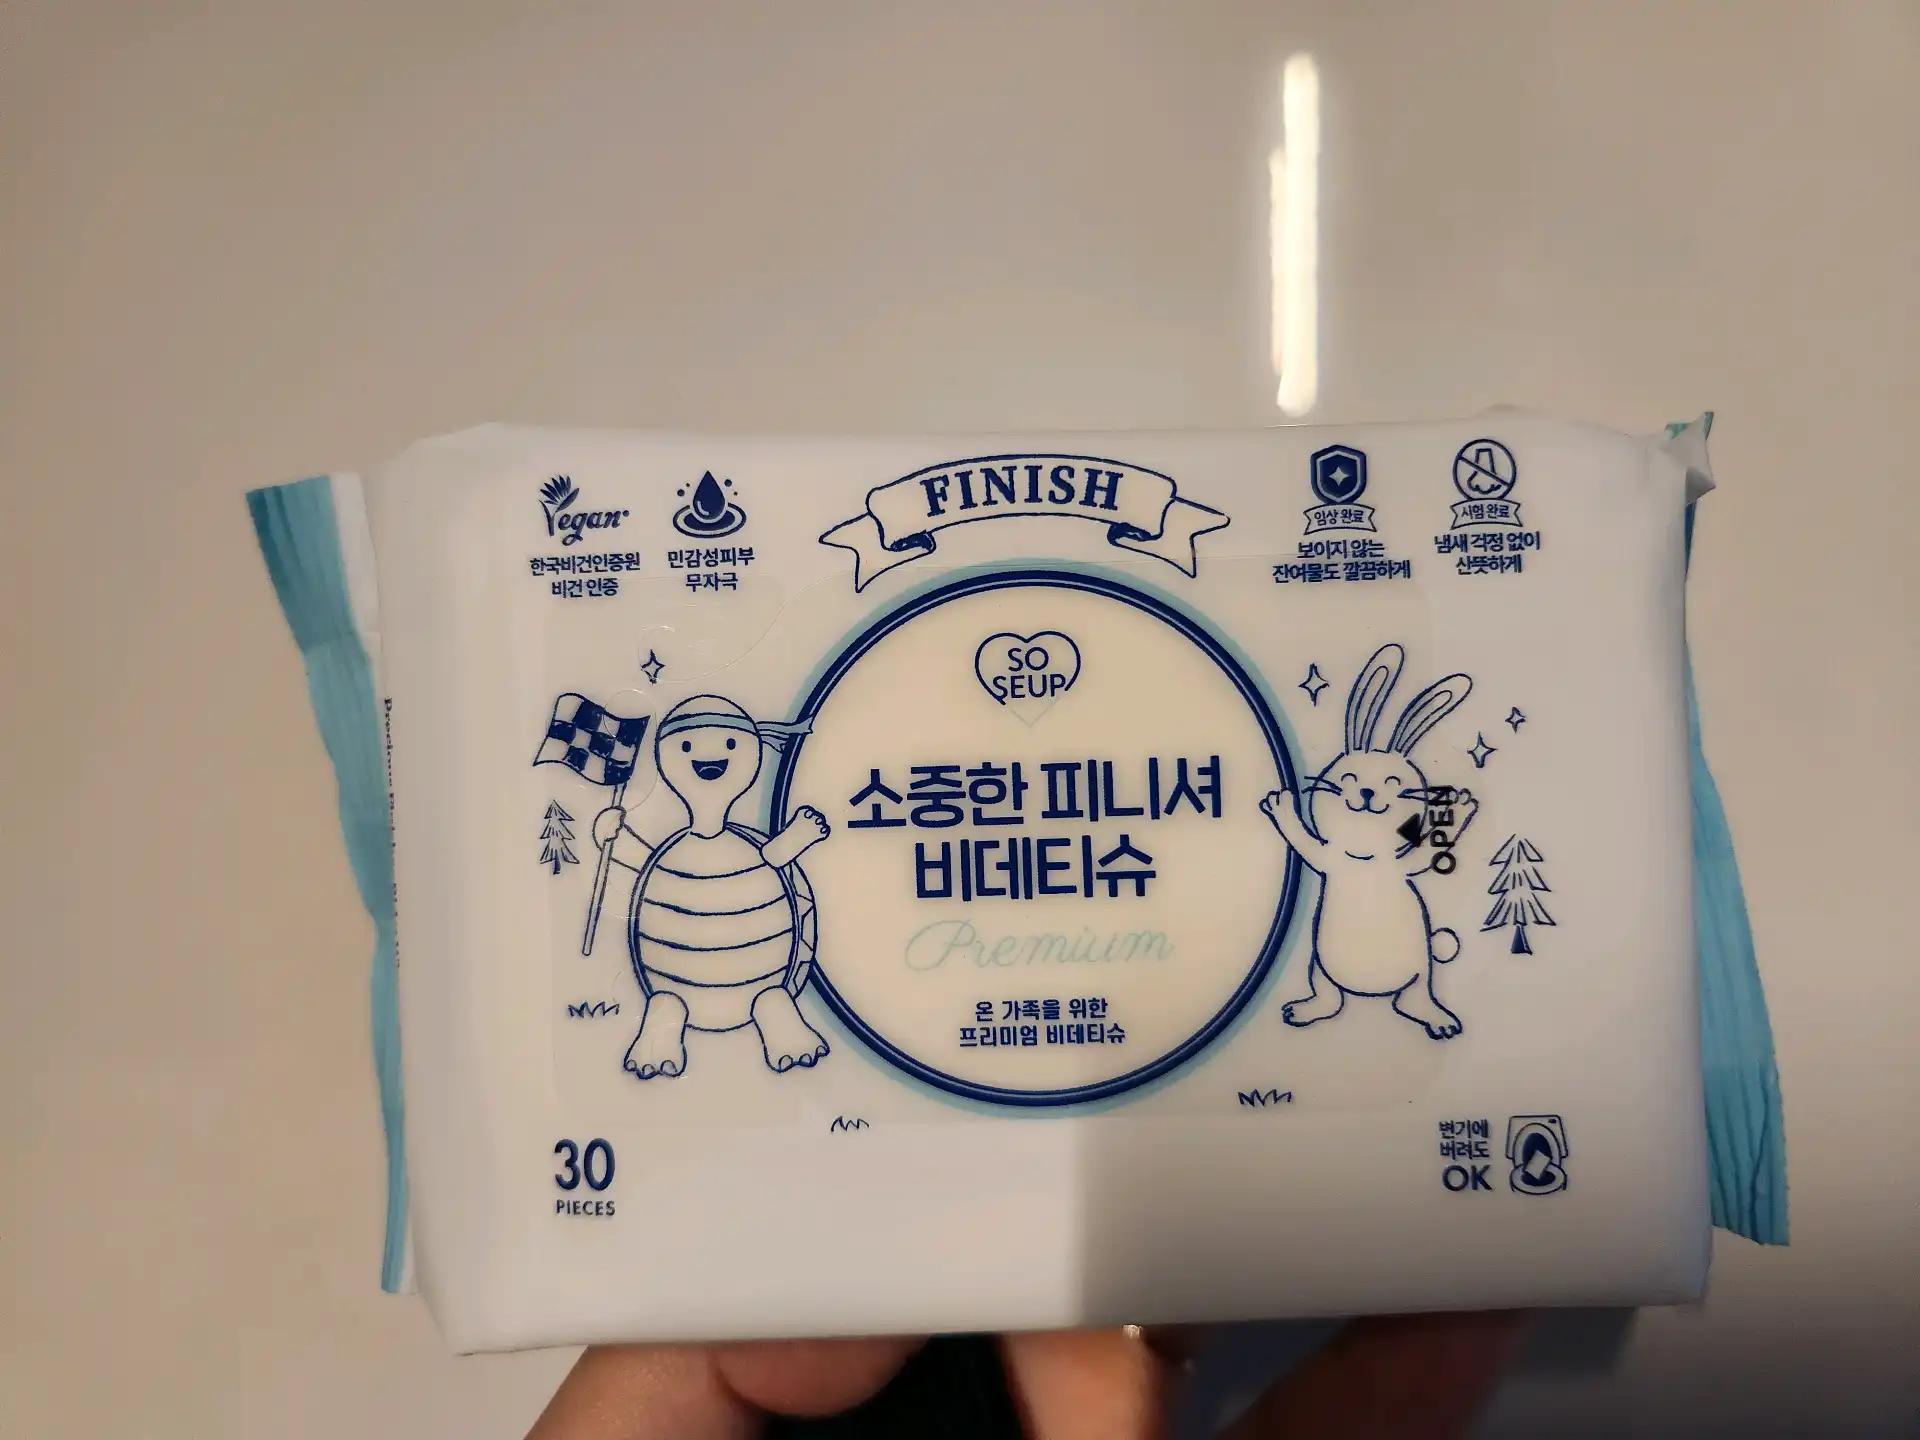 FINISH
Vegan
한국비건인증원
비건 인증
민감성피부
무자극
임상 완료
보이지 않는
잔여물도 깔끔하게
시험 완료
냄새 걱정 없이
산뜻하게
SO
SEUP
소중한 피니셔
비데티슈
Premium
온 가족을 위한
프리미엄 비데티슈
OPEN
30
PIECES
변기에
버려도
OK